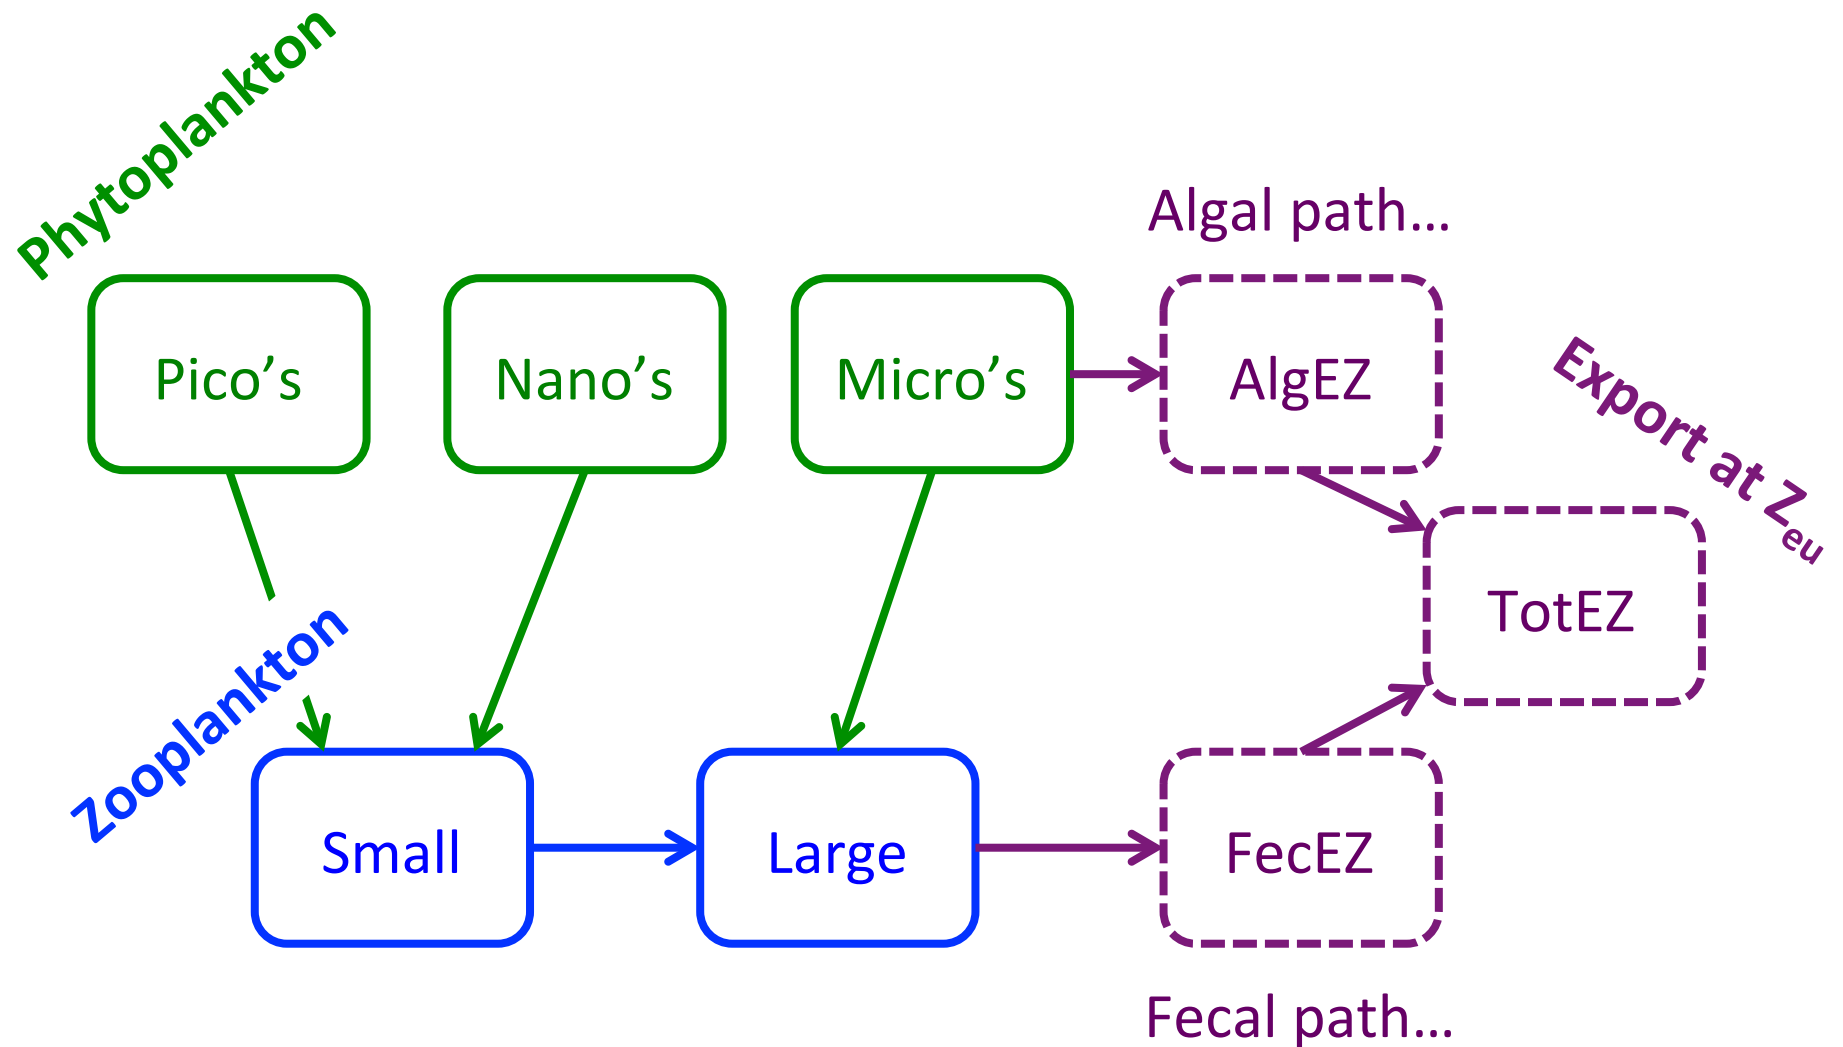 Phytoplankton
Algal path…
Pico’s
Nano’s
Micro’s
AlgEZ
Export at Zeu
TotEZ
Zooplankton
Small
Large
FecEZ
Fecal path…